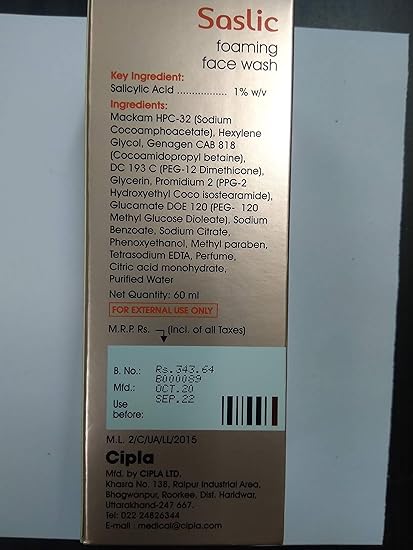 Saslic
foaming
face wash
Key Ingredient:
Salicylic Acid ................. 1% w/v
Ingredients:
Mackam HPC-32 (Sodium
Cocoamphoacetate), Hexylene
Glycol, Genagen CAB 818
(Cocoamidopropyl betaine),
DC 193 C (PEG-12 Dimethicone),
Glycerin, Promidium 2 (PPG-2
Hydroxyethyl Coco isostearamide),
Glucamate DOE 120 (PEG- 120
Methyl Glucose Dioleate), Sodium
Benzoate, Sodium Citrate,
Phenoxyethanol, Methyl paraben,
Tetrasodium EDTA, Perfume,
Citric acid monohydrate,
Purified Water
Net Quantity: 60 ml
FOR EXTERNAL USE ONLY
M.R.P. Rs. (Incl. of all Taxes)
Rs.343.64
B. No.: B000089
Mfd.: OCT.20
Use SEP.22
before:
M.L. 2/C/UA/LL/2015
Cipla
Mfd. by CIPLA LTD.
Khasra No. 138, Raipur Industrial Area,
Bhagwanpur, Roorkee, Dist. Haridwar,
Uttarakhand-247 667.
Tel: 022 24826344
E-mail : medical@cipla.com